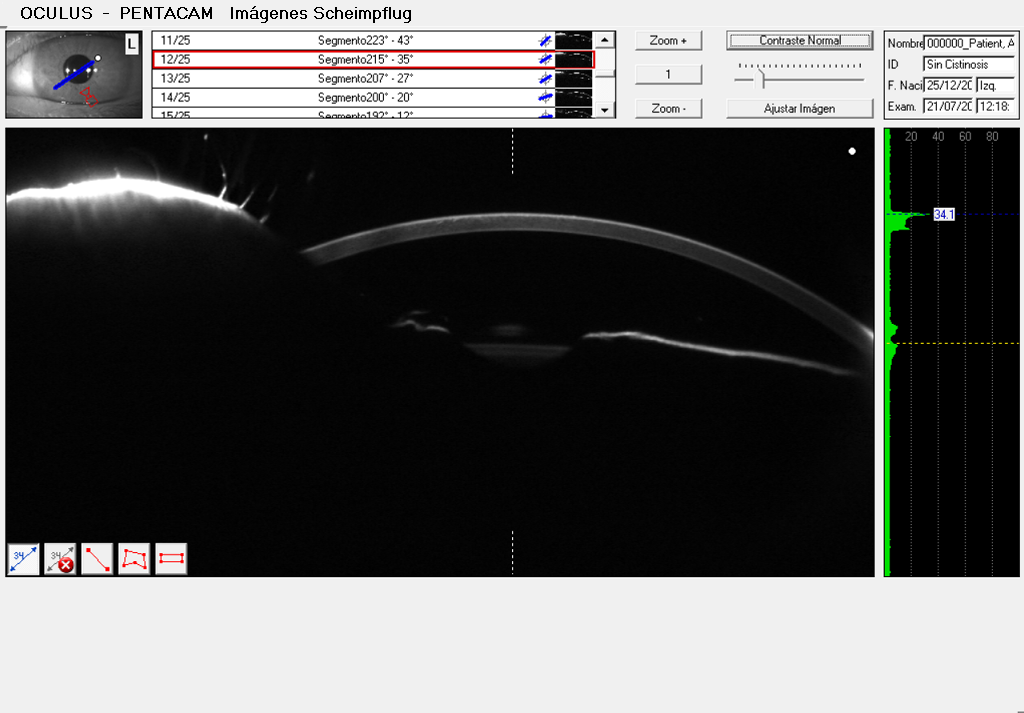 OCULUS - PENTACAM Imágenes Scheimpflug
L
11/25 Segmento223° - 43°
12/25 Segmento215° - 35°
13/25 Segmento207° - 27°
14/25 Segmento200° - 20°
15/25 Segmento192° - 12°
Zoom +
1
Zoom -
Contraste Normal
Ajustar Imágen
Nombre 000000_Patient, A
ID Sin Cistinosis
F. Naci 25/12/20 Izq.
Exam. 21/07/20 12:18:
20 40 60 80
34.1
34 34